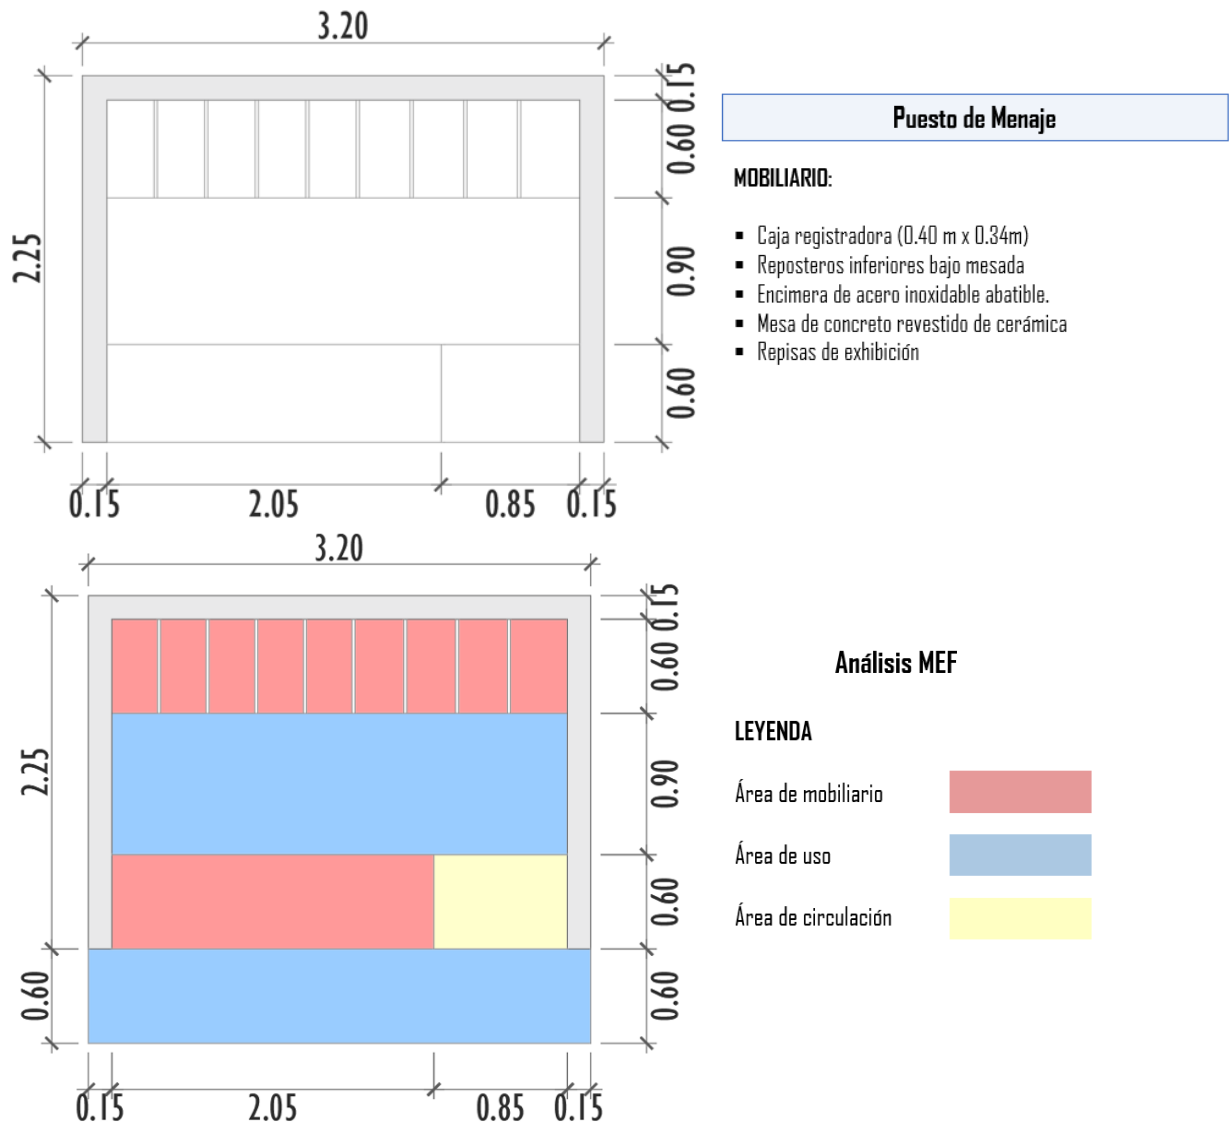 3.20
2.25
0.15
0.60
0.90
0.60
0.15
2.05
0.85
0.15
Puesto de Menaje
MOBILIARIO:
▪ Caja registradora (0.40 m x 0.34m)
▪ Reposteros inferiores bajo mesada
▪ Encimera de acero inoxidable abatible.
▪ Mesa de concreto revestido de cerámica
▪ Repisas de exhibición
3.20
2.25
0.60
0.15
0.60
0.90
0.60
0.60
0.15
2.05
0.85
0.15
Análisis MEF
LEYENDA
Área de mobiliario
Área de uso
Área de circulación